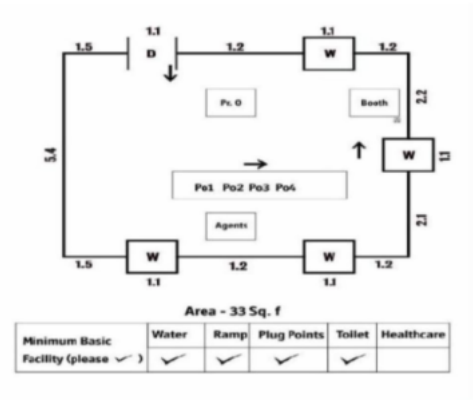 1.1 1.1
1.5 D 1.2 W 1.2
Pr. O Booth 2.2
5.4 W 1.1
Po1 Po2 Po3 Po4
Agents 2.1
1.5 W 1.2 W 1.2
1.1 1.1
Area - 33 Sq. f
Minimum Basic Water Ramp Plug Points Toilet Healthcare
Facility (please ✓ ) ✓ ✓ ✓ ✓